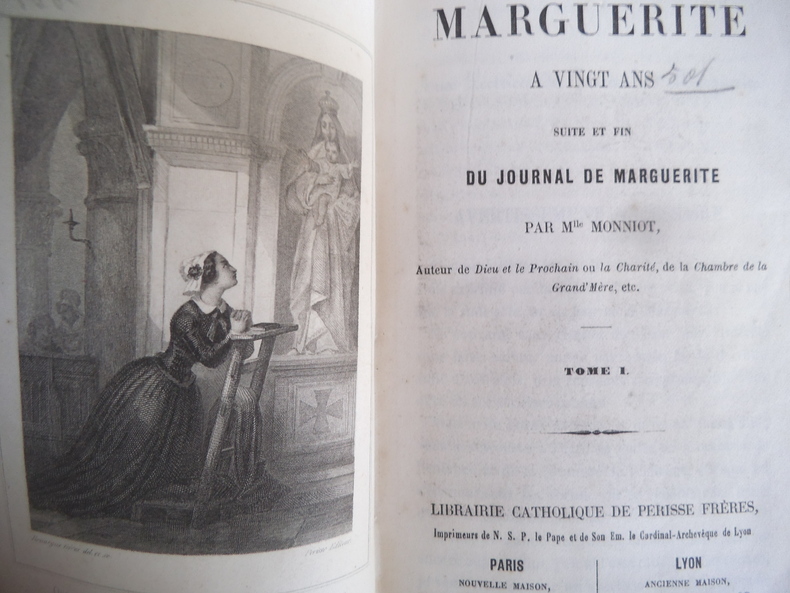 MARGUERITE
A VINGT ANS
SUITE ET FIN
DU JOURNAL DE MARGUERITE
PAR Mlle MONNIOT,
Auteur de Dieu et le Prochain ou la Charité, de la Chambre de la
Grand'Mère, etc.
TOME I.
LIBRAIRIE CATHOLIQUE DE PERISSE FRÈRES,
Imprimeurs de N. S. P. le Pape et de Son Em. le Cardinal-Archevêque de Lyon
PARIS
NOUVELLE MAISON,
LYON
ANCIENNE MAISON,